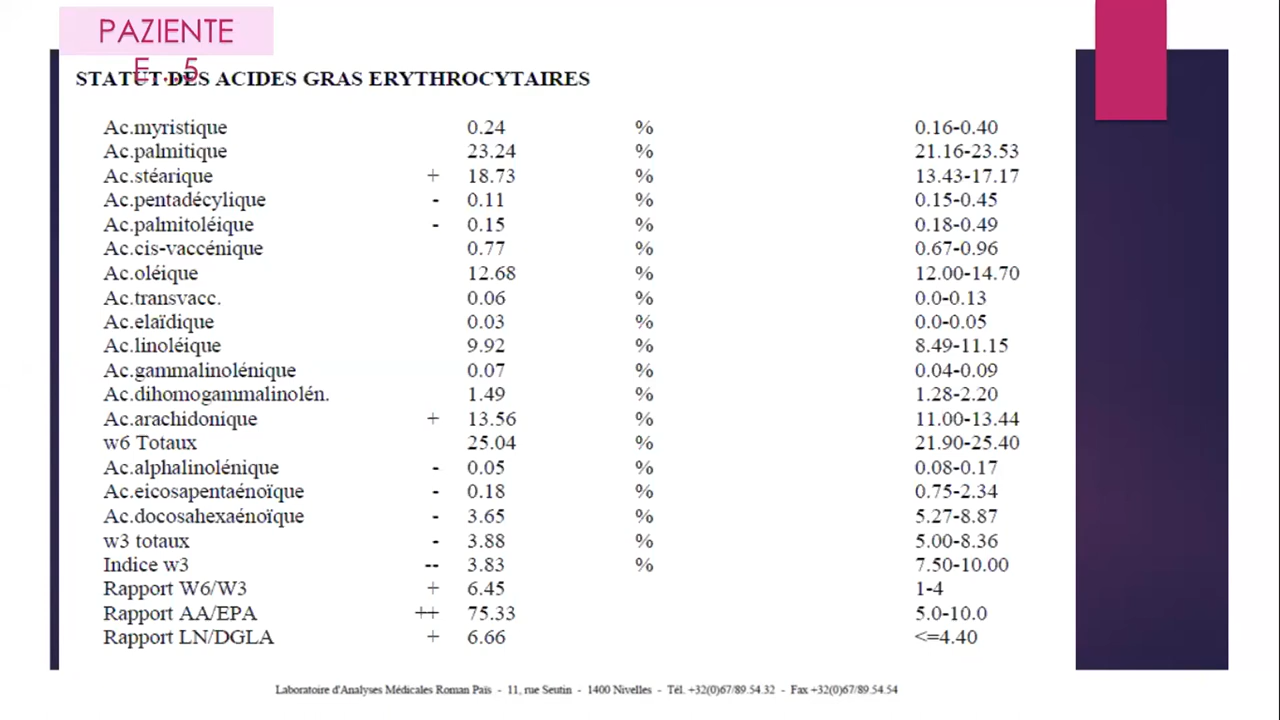 PAZIENTE
E...5
STATUT DES ACIDES GRAS ERYTHROCYTAIRES
Ac.myristique 0.24 % 0.16-0.40
Ac.palmitique 23.24 % 21.16-23.53
Ac.stéarique + 18.73 % 13.43-17.17
Ac.pentadécylique - 0.11 % 0.15-0.45
Ac.palmitoléique - 0.15 % 0.18-0.49
Ac.cis-vaccénique 0.77 % 0.67-0.96
Ac.oléique 12.68 % 12.00-14.70
Ac.transvacc. 0.06 % 0.0-0.13
Ac.elaïdique 0.03 % 0.0-0.05
Ac.linoléique 9.92 % 8.49-11.15
Ac.gammalinolénique 0.07 % 0.04-0.09
Ac.dihomogammalinolén. 1.49 % 1.28-2.20
Ac.arachidonique + 13.56 % 11.00-13.44
w6 Totaux 25.04 % 21.90-25.40
Ac.alphalinolénique - 0.05 % 0.08-0.17
Ac.eicosapentaénoïque - 0.18 % 0.75-2.34
Ac.docosahexaénoïque - 3.65 % 5.27-8.87
w3 totaux - 3.88 % 5.00-8.36
Indice w3 -- 3.83 % 7.50-10.00
Rapport W6/W3 + 6.45 1-4
Rapport AA/EPA ++ 75.33 5.0-10.0
Rapport LN/DGLA + 6.66 <=4.40
Laboratoire d'Analyses Médicales Roman Païs - 11, rue Seutin - 1400 Nivelles - Tél. +32(0)67/89.54.32 - Fax +32(0)67/89.54.54